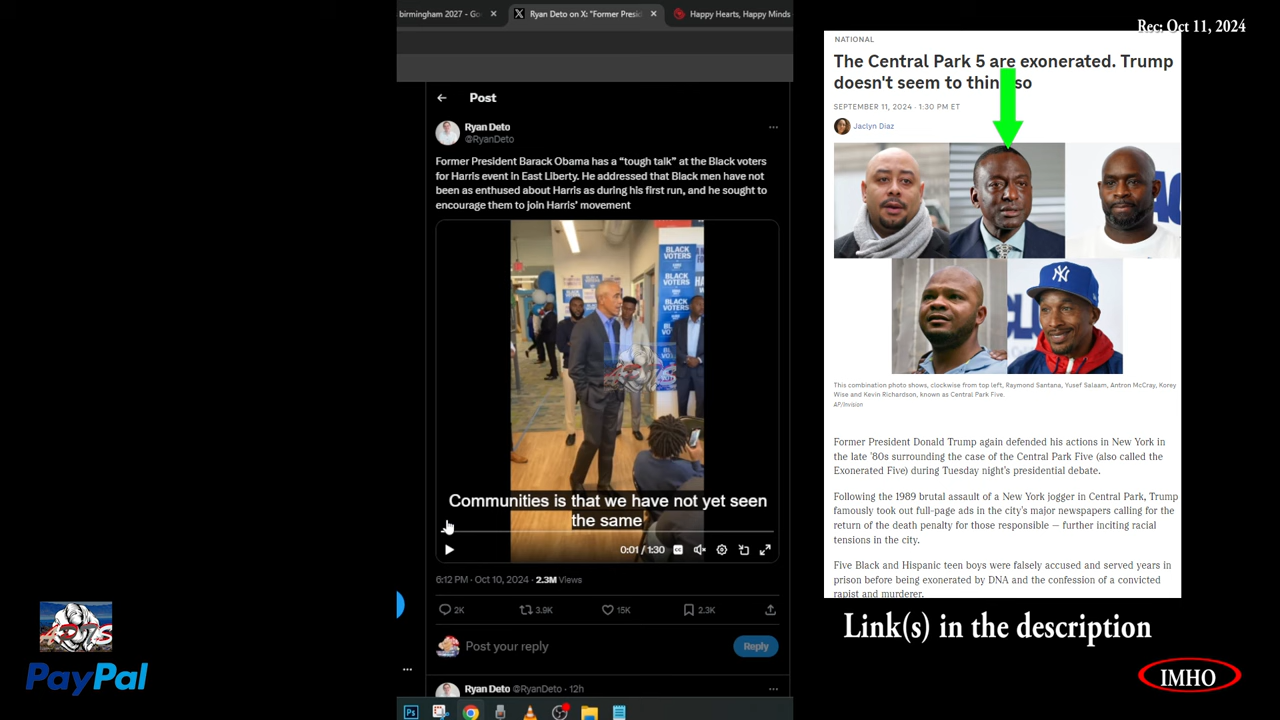 birmingham 2027 - Go
Ryan Deto on X: "Former Presid
Happy Hearts, Happy Minds
Post
Ryan Deto
@RyanDeto
Former President Barack Obama has a “tough talk” at the Black voters
for Harris event in East Liberty. He addressed that Black men have not
been as enthused about Harris as during his first run, and he sought to
encourage them to join Harris’ movement
BLACK
VOTERS
BLACK
VOTERS
BLACK
VOTERS
Communities is that we have not yet seen
the same
0:01 / 1:30
6:12 PM · Oct 10, 2024 · 2.3M Views
2K
3.9K
15K
2.3K
Post your reply
Reply
Ryan Deto @RyanDeto · 12h
Ps
PayPal
Rec: Oct 11, 2024
NATIONAL
The Central Park 5 are exonerated. Trump
doesn't seem to think so
SEPTEMBER 11, 2024 · 1:30 PM ET
Jaclyn Diaz
This combination photo shows, clockwise from top left, Raymond Santana, Yusef Salaam, Antron McCray, Korey
Wise and Kevin Richardson, known as Central Park Five.
AP/Invision
Former President Donald Trump again defended his actions in New York in
the late '80s surrounding the case of the Central Park Five (also called the
Exonerated Five) during Tuesday night's presidential debate.
Following the 1989 brutal assault of a New York jogger in Central Park, Trump
famously took out full-page ads in the city's major newspapers calling for the
return of the death penalty for those responsible — further inciting racial
tensions in the city.
Five Black and Hispanic teen boys were falsely accused and served years in
prison before being exonerated by DNA and the confession of a convicted
rapist and murderer.
Link(s) in the description
IMHO